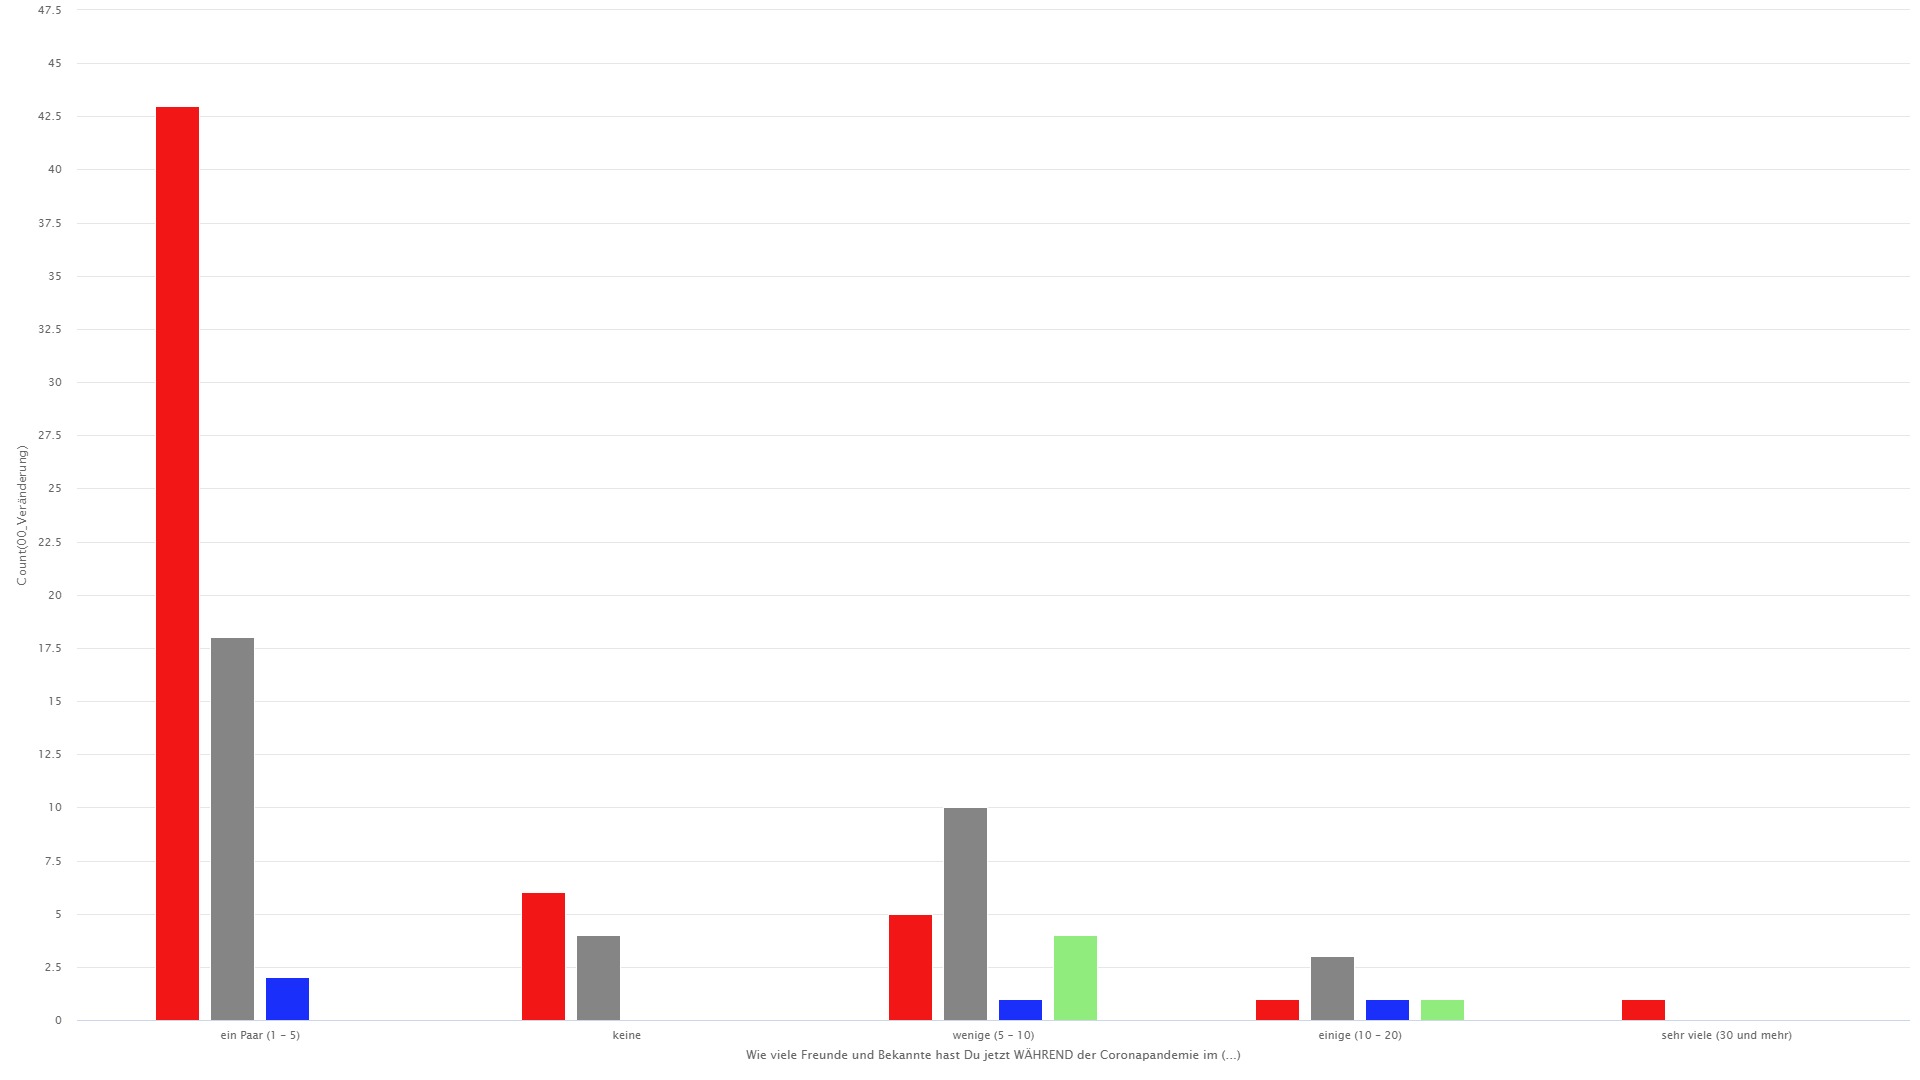 47.5
45
42.5
40
37.5
35
32.5
30
27.5
25
22.5
20
17.5
15
12.5
10
7.5
5
2.5
0
Count(00_Veränderung)
ein Paar (1 – 5)
keine
wenige (5 – 10)
einige (10 – 20)
sehr viele (30 und mehr)
Wie viele Freunde und Bekannte hast Du jetzt WÄHREND der Coronapandemie im (...)